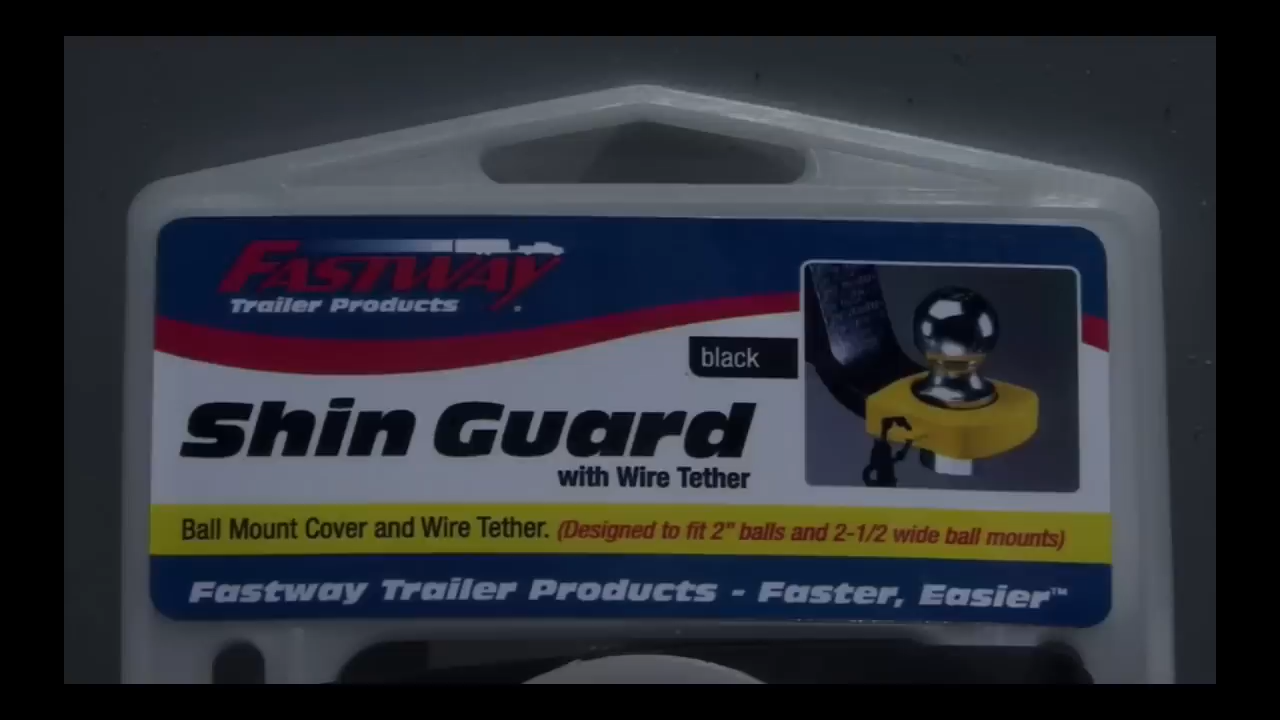 FASTWAY
Trailer Products
black
Shin Guard
with Wire Tether
Ball Mount Cover and Wire Tether. (Designed to fit 2" balls and 2-1/2 wide ball mounts)
Fastway Trailer Products - Faster, Easier™